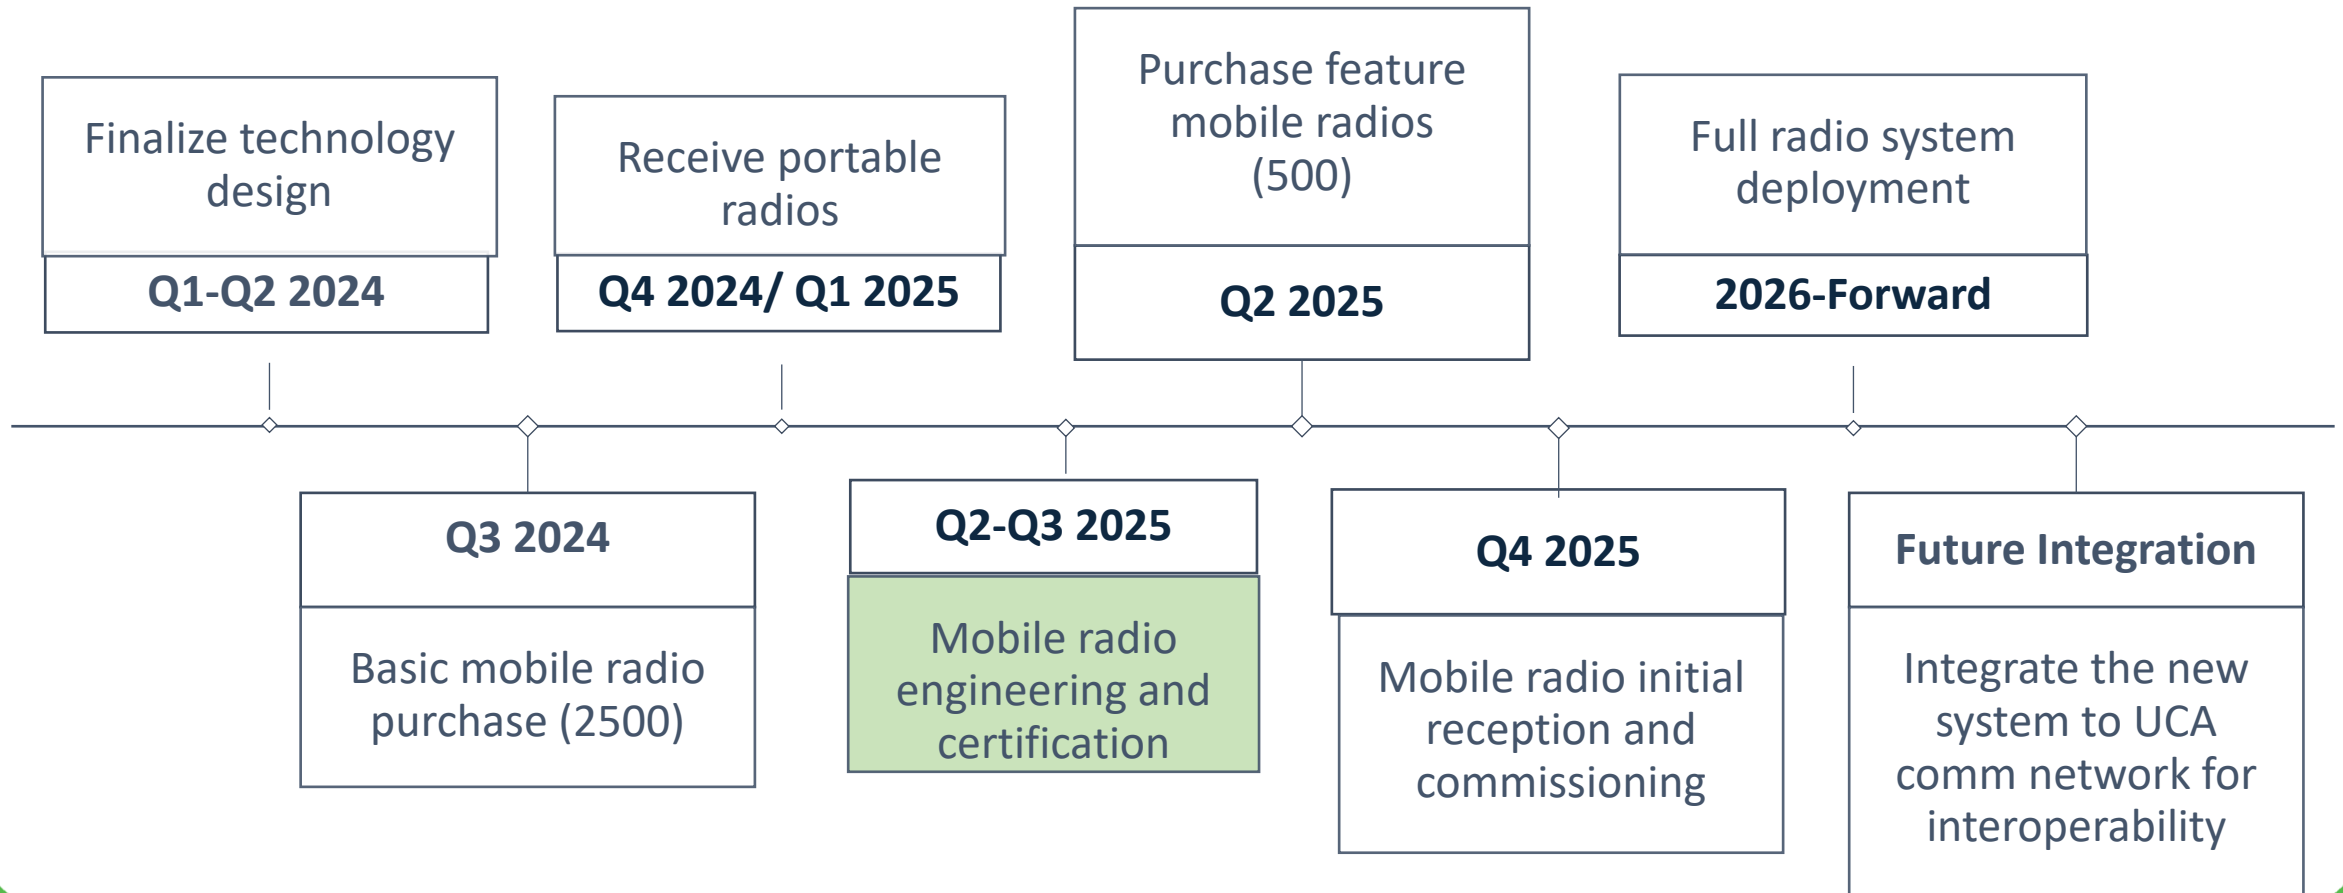 Finalize technology
design
Q1-Q2 2024
Receive portable
radios
Q4 2024/ Q1 2025
Purchase feature
mobile radios
(500)
Q2 2025
Full radio system
deployment
2026-Forward
Q3 2024
Basic mobile radio
purchase (2500)
Q2-Q3 2025
Mobile radio
engineering and
certification
Q4 2025
Mobile radio initial
reception and
commissioning
Future Integration
Integrate the new
system to UCA
comm network for
interoperability